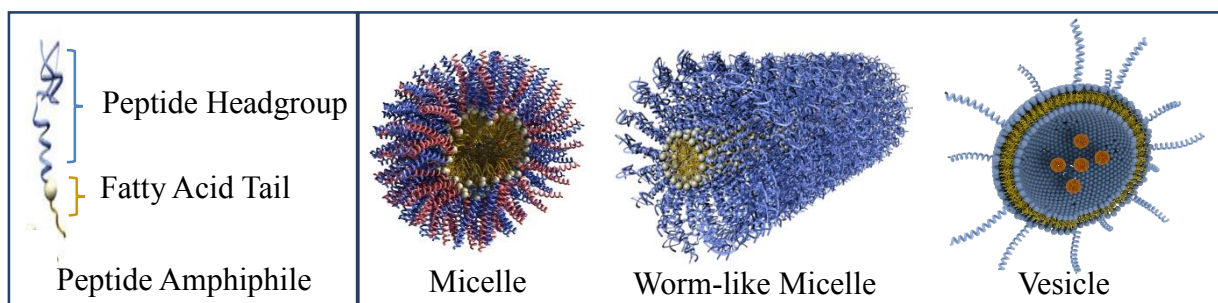 Peptide Headgroup
Fatty Acid Tail
Peptide Amphiphile
Micelle
Worm-like Micelle
Vesicle